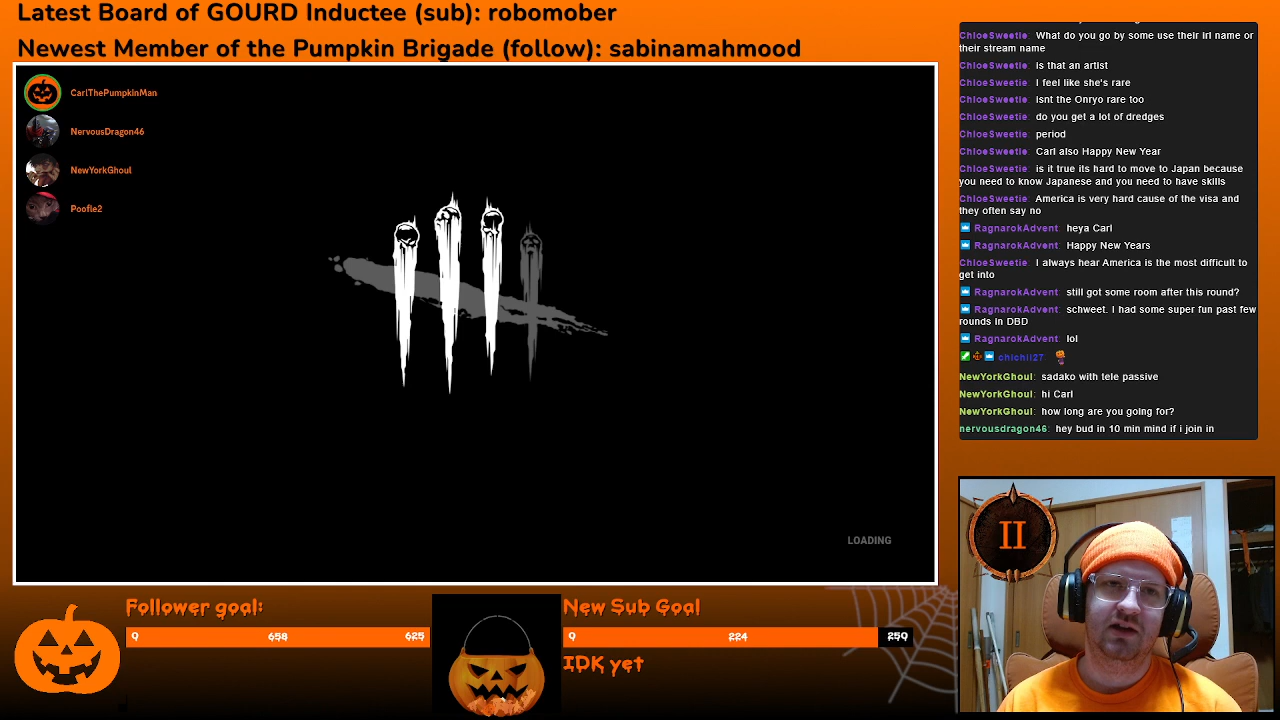 Latest Board of GOURD Inductee (sub): robomober
Newest Member of the Pumpkin Brigade (follow): sabinamahmood
CarlThePumpkinMan
NervousDragon46
NewYorkGhoul
Poofle2
LOADING
ChloeSweetie: What do you go by some use their irl name or
their stream name
ChloeSweetie: is that an artist
ChloeSweetie: I feel like she's rare
ChloeSweetie: isnt the Onryo rare too
ChloeSweetie: do you get a lot of dredges
ChloeSweetie: period
ChloeSweetie: Carl also Happy New Year
ChloeSweetie: is it true its hard to move to Japan because
you need to know Japanese and you need to have skills
ChloeSweetie: America is very hard cause of the visa and
they often say no
RagnarokAdvent: heya Carl
RagnarokAdvent: Happy New Years
ChloeSweetie: I always hear America is the most difficult to
get into
RagnarokAdvent: still got some room after this round?
RagnarokAdvent: schweet. I had some super fun past few
rounds in DBD
RagnarokAdvent: lol
chichii27:
NewYorkGhoul: sadako with tele passive
NewYorkGhoul: hi Carl
NewYorkGhoul: how long are you going for?
nervousdragon46: hey bud in 10 min mind if i join in
II
Follower goal:
0 658 625
New Sub Goal
0 224 250
IDK yet